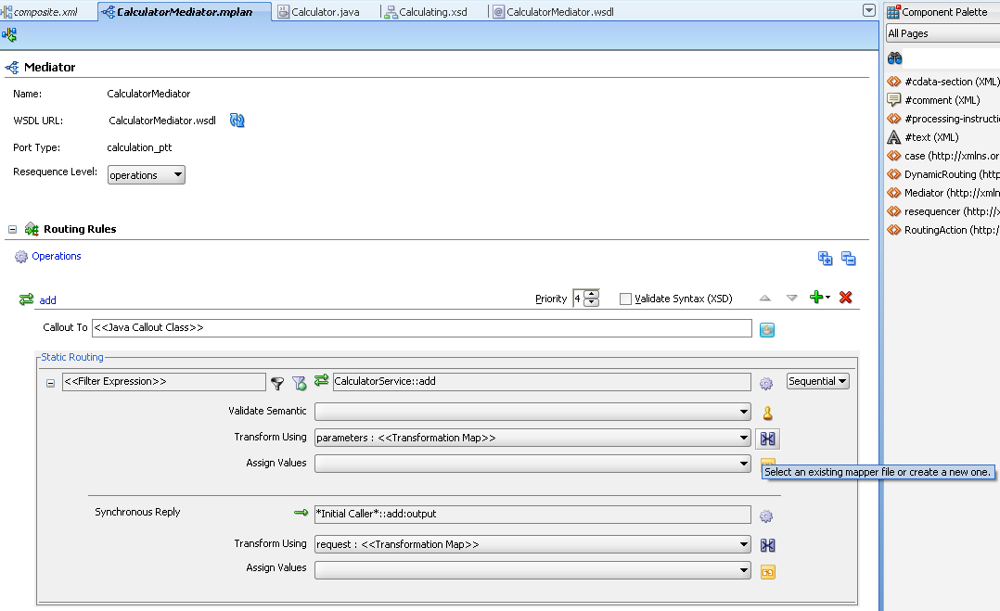 composite.xml CalculatorMediator.mplan Calculator.java Calculating.xsd CalculatorMediator.wsdl Component Palette
All Pages
Mediator
Name: CalculatorMediator
WSDL URL: CalculatorMediator.wsdl
Port Type: calculation_ptt
Resequence Level: operations
#cdata-section (XML)
#comment (XML)
#processing-instructi
#text (XML)
case (http://xmlns.or
DynamicRouting (http
Mediator (http://xmln
resequencer (http://x
RoutingAction (http:/
Routing Rules
Operations
add Priority 4 Validate Syntax (XSD)
Callout To <<Java Callout Class>>
Static Routing
<<Filter Expression>> CalculatorService::add Sequential
Validate Semantic
Transform Using parameters : <<Transformation Map>>
Assign Values
Select an existing mapper file or create a new one.
Synchronous Reply *Initial Caller*::add:output
Transform Using request : <<Transformation Map>>
Assign Values